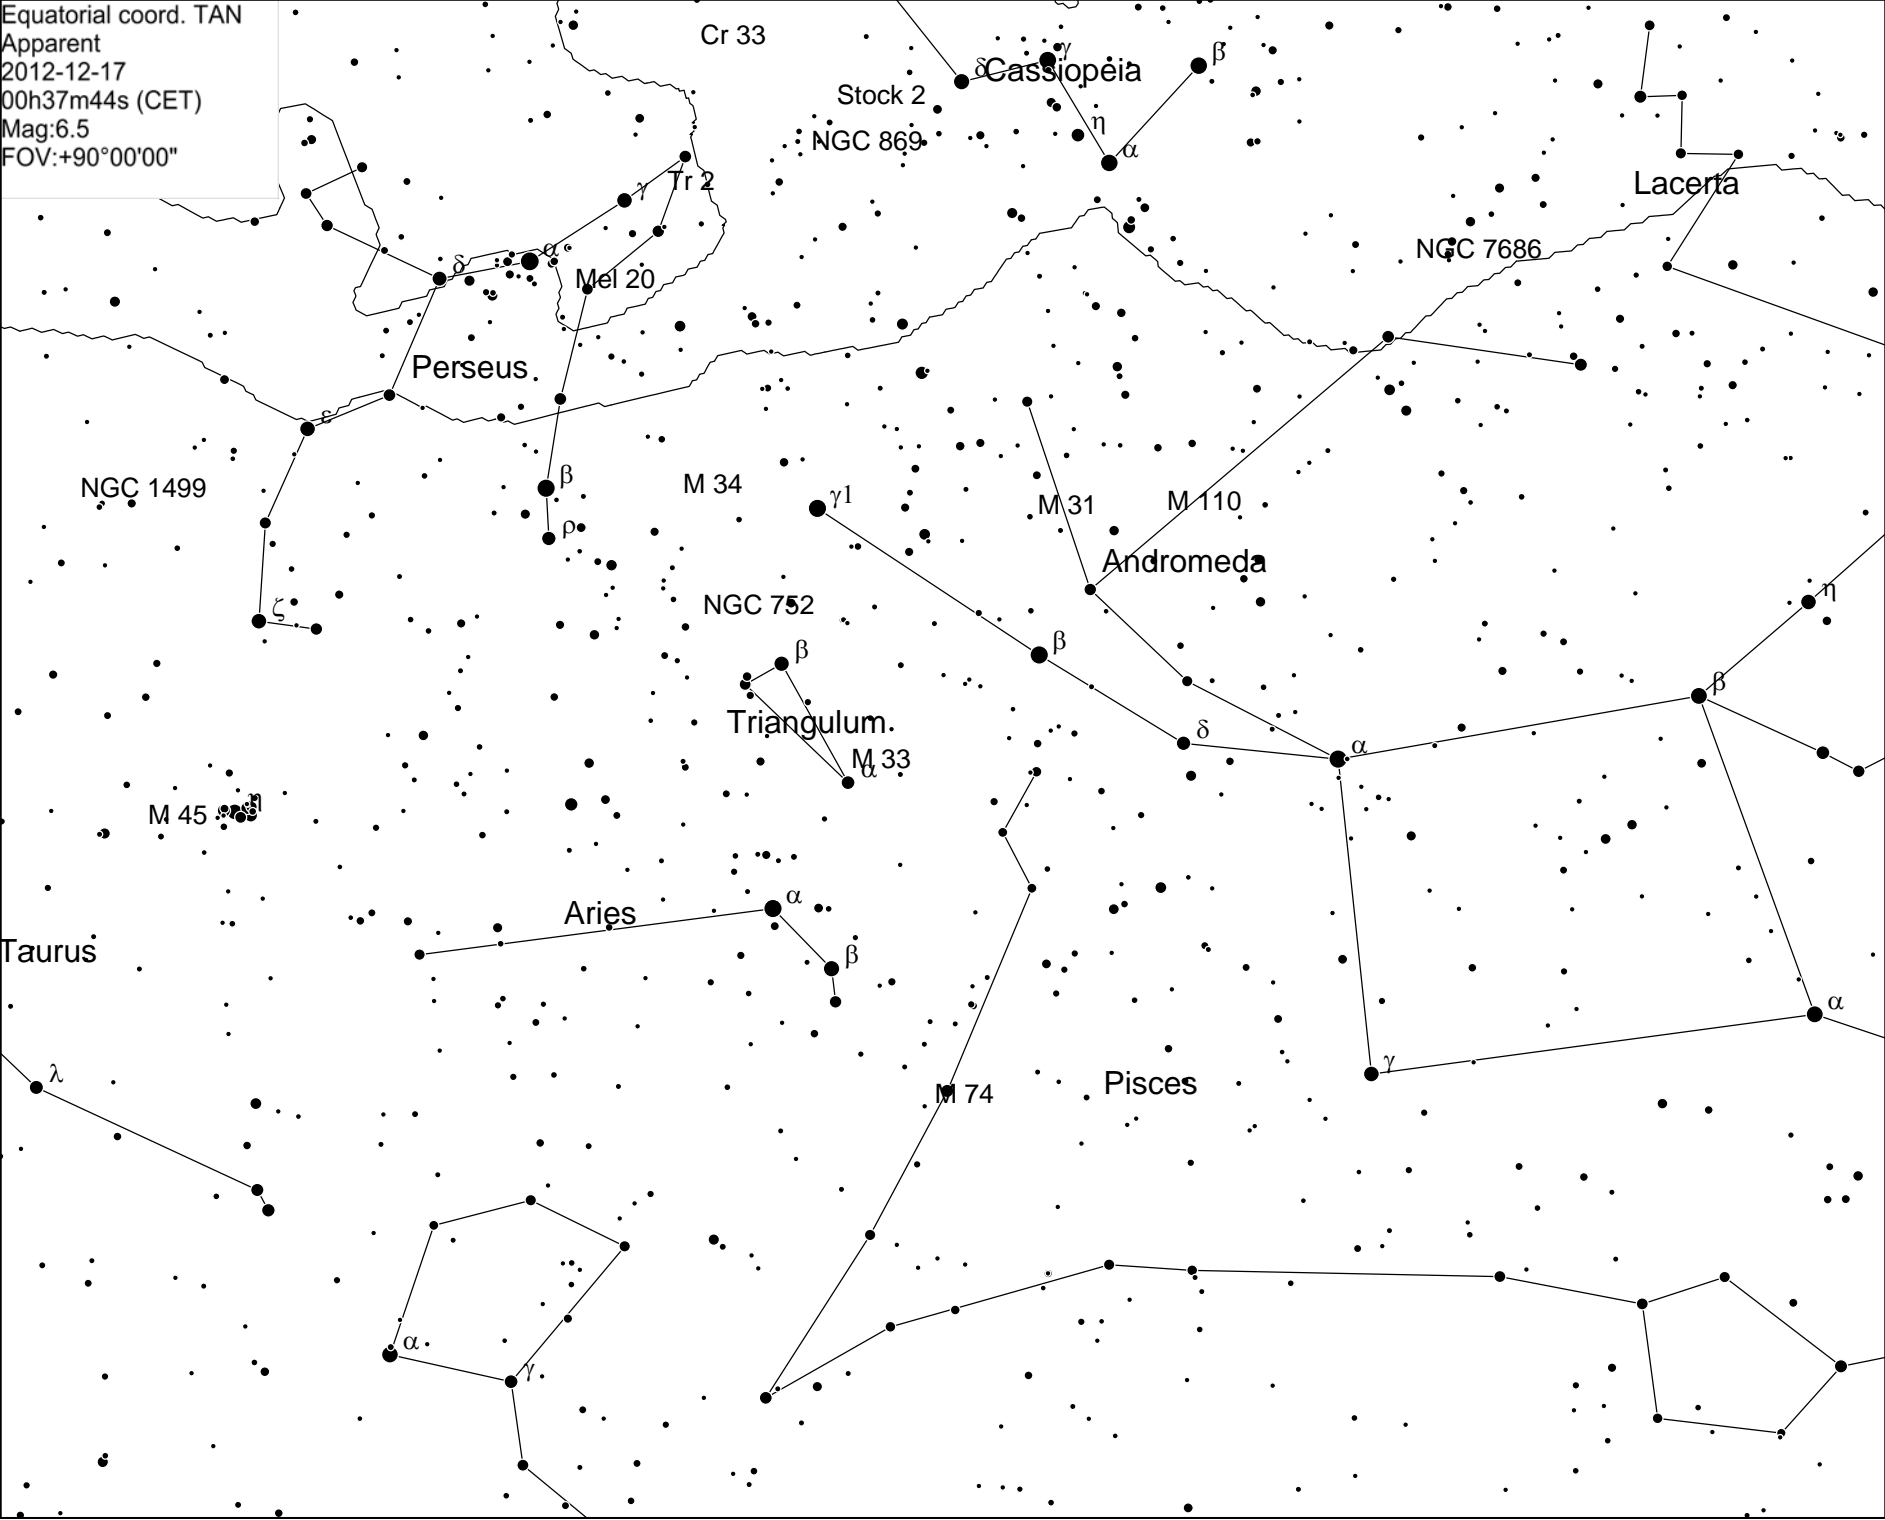 Equatorial coord. TAN
Apparent
2012-12-17
00h37m44s (CET)
Mag:6.5
FOV:+90°00'00"
Cr 33
γ
β
δ
Cassiopeia
Stock 2
η
NGC 869
α
γ
Tr 2
Lacerta
δ
α
NGC 7686
Mel 20
Perseus
ε
NGC 1499
β
M 34
γ1
M 31
M 110
ρ
Andromeda
η
ζ
NGC 752
β
β
β
Triangulum
δ
α
M 33
α
η
M 45
α
Aries
β
Taurus
α
γ
λ
M 74
Pisces
α
γ